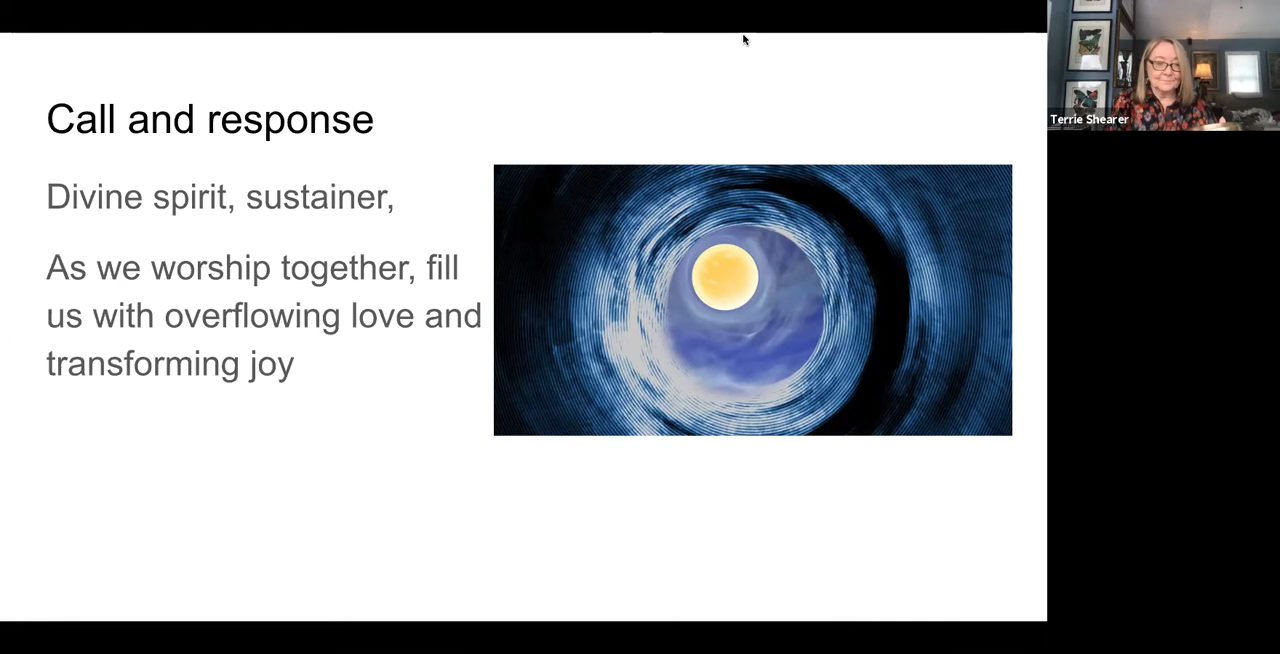 Call and response
Divine spirit, sustainer,
As we worship together, fill
us with overflowing love and
transforming joy
Terrie Shearer